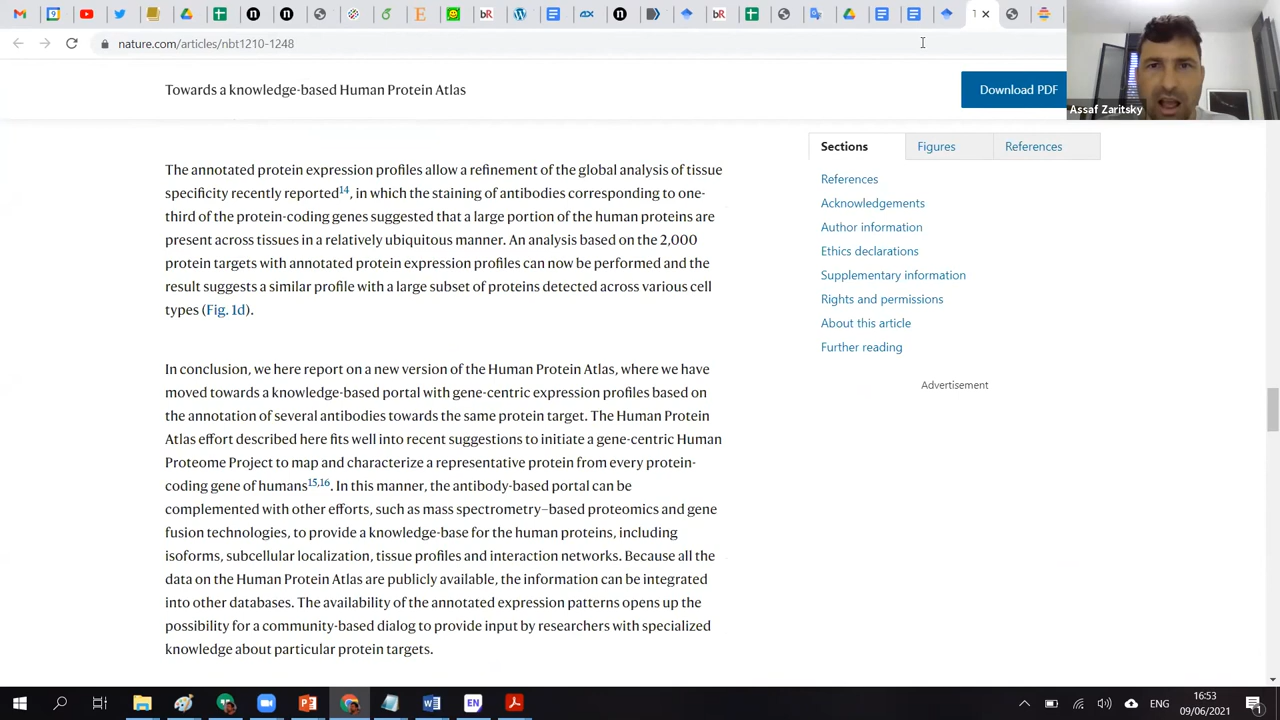 nature.com/articles/nbt1210-1248
Towards a knowledge-based Human Protein Atlas
Download PDF
Assaf Zaritsky
The annotated protein expression profiles allow a refinement of the global analysis of tissue
specificity recently reported14, in which the staining of antibodies corresponding to one-
third of the protein-coding genes suggested that a large portion of the human proteins are
present across tissues in a relatively ubiquitous manner. An analysis based on the 2,000
protein targets with annotated protein expression profiles can now be performed and the
result suggests a similar profile with a large subset of proteins detected across various cell
types (Fig. 1d).
In conclusion, we here report on a new version of the Human Protein Atlas, where we have
moved towards a knowledge-based portal with gene-centric expression profiles based on
the annotation of several antibodies towards the same protein target. The Human Protein
Atlas effort described here fits well into recent suggestions to initiate a gene-centric Human
Proteome Project to map and characterize a representative protein from every protein-
coding gene of humans15,16. In this manner, the antibody-based portal can be
complemented with other efforts, such as mass spectrometry–based proteomics and gene
fusion technologies, to provide a knowledge-base for the human proteins, including
isoforms, subcellular localization, tissue profiles and interaction networks. Because all the
data on the Human Protein Atlas are publicly available, the information can be integrated
into other databases. The availability of the annotated expression patterns opens up the
possibility for a community-based dialog to provide input by researchers with specialized
knowledge about particular protein targets.
Sections Figures References
References
Acknowledgements
Author information
Ethics declarations
Supplementary information
Rights and permissions
About this article
Further reading
Advertisement
EN
ENG
16:53
09/06/2021